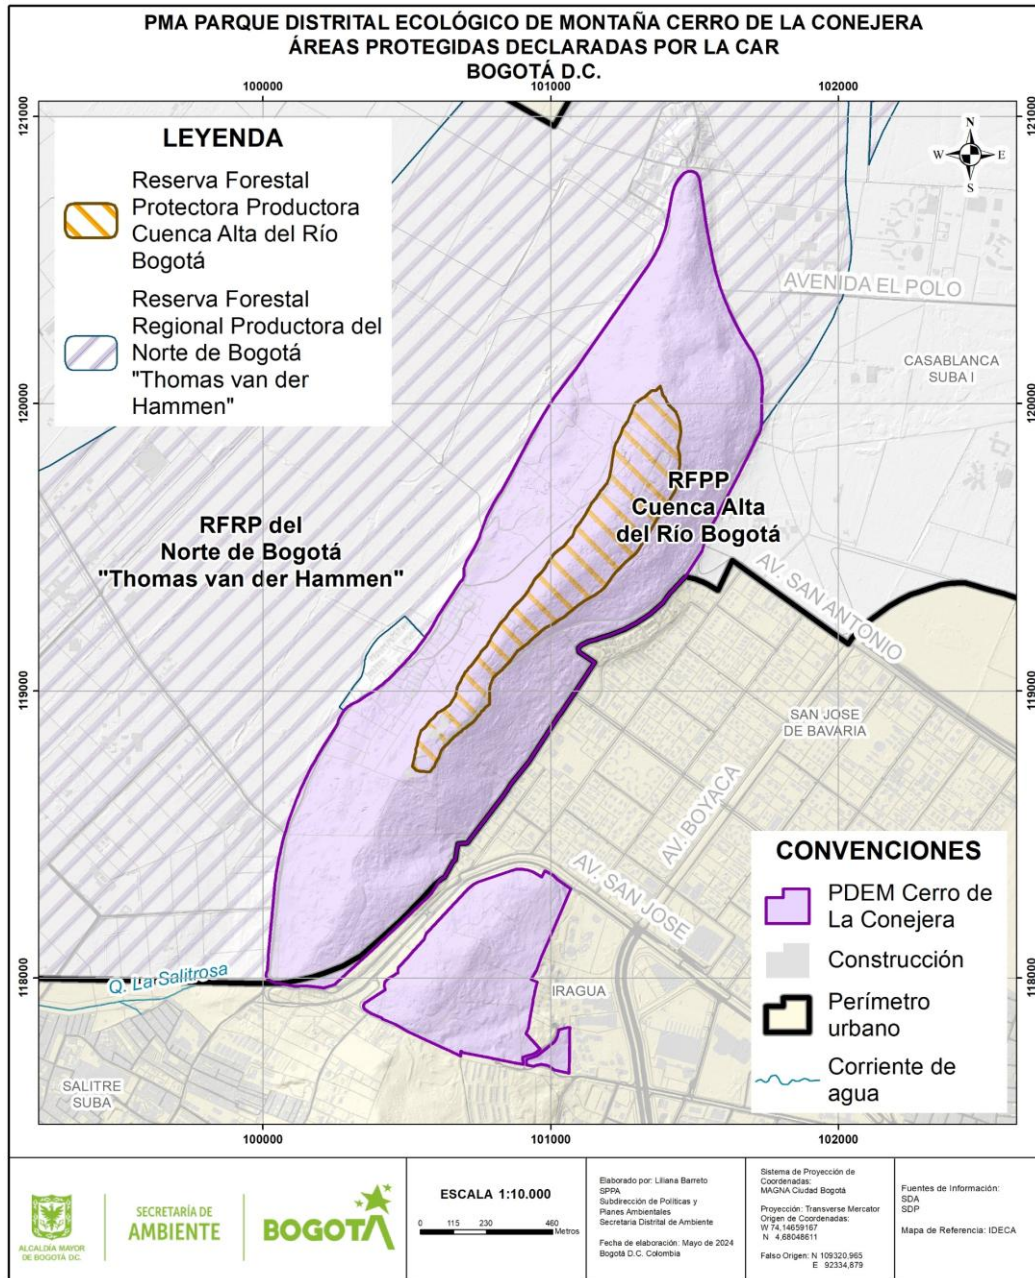 PMA PARQUE DISTRITAL ECOLÓGICO DE MONTAÑA CERRO DE LA CONEJERA
ÁREAS PROTEGIDAS DECLARADAS POR LA CAR
BOGOTÁ D.C.
100000
101000
102000
121000
121000
LEYENDA
Reserva Forestal
Protectora Productora
Cuenca Alta del Río
Bogotá
Reserva Forestal
Regional Productora del
Norte de Bogotá
"Thomas van der
Hammen"
N
W
E
S
AVENIDA EL POLO
CASABLANCA
SUBA I
120000
120000
RFPP
Cuenca Alta
del Río Bogotá
RFRP del
Norte de Bogotá
"Thomas van der Hammen"
AV. SAN ANTONIO
119000
119000
SAN JOSE
DE BAVARIA
AV. BOYACA
AV. SAN JOSE
CONVENCIONES
PDEM Cerro de
La Conejera
Construcción
Perímetro
urbano
Corriente de
agua
118000
118000
Q. La Salitrosa
IRAGUA
SALITRE
SUBA
100000
101000
102000
ALCALDÍA MAYOR
DE BOGOTÁ D.C.
SECRETARÍA DE
AMBIENTE
BOGOTÁ
ESCALA 1:10.000
0 115 230 460
Metros
Elaborado por: Liliana Barreto
SPPA
Subdirección de Políticas y
Planes Ambientales
Secretaria Distrital de Ambiente
Fecha de elaboración: Mayo de 2024
Bogotá D.C. Colombia
Sistema de Proyección de
Coordenadas:
MAGNA Ciudad Bogotá
Proyección: Transverse Mercator
Origen de Coordenadas:
W 74,14659167
N 4,68048611
Falso Origen: N 109320,965
E 92334,879
Fuentes de Información:
SDA
SDP
Mapa de Referencia: IDECA